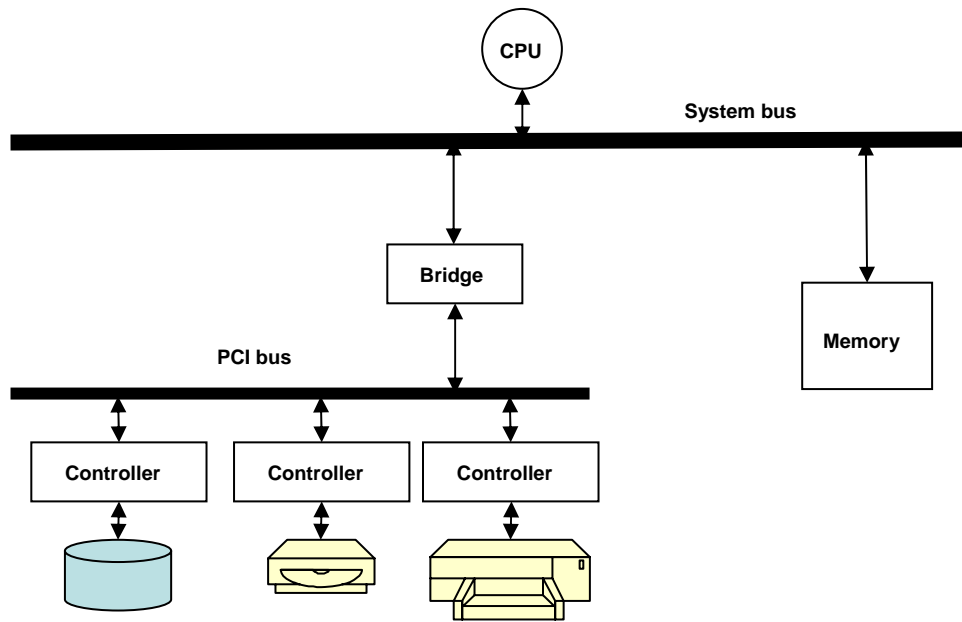 CPU
System bus
Bridge
Memory
PCI bus
Controller
Controller
Controller